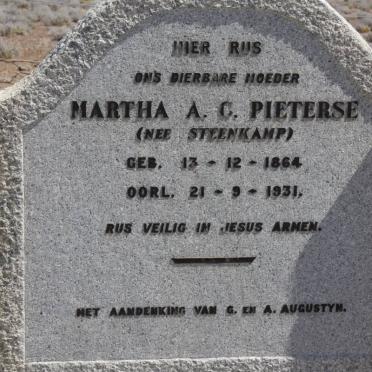 HIER RUS
ONS DIERBARE MOEDER
MARTHA A. C. PIETERSE
(NEE STEENKAMP)
GEB. 13 - 12 - 1864
OORL. 21 - 9 - 1931.
RUS VEILIG IN JESUS ARMEN.
MET AANDENKING VAN G. EN A. AUGUSTYN.